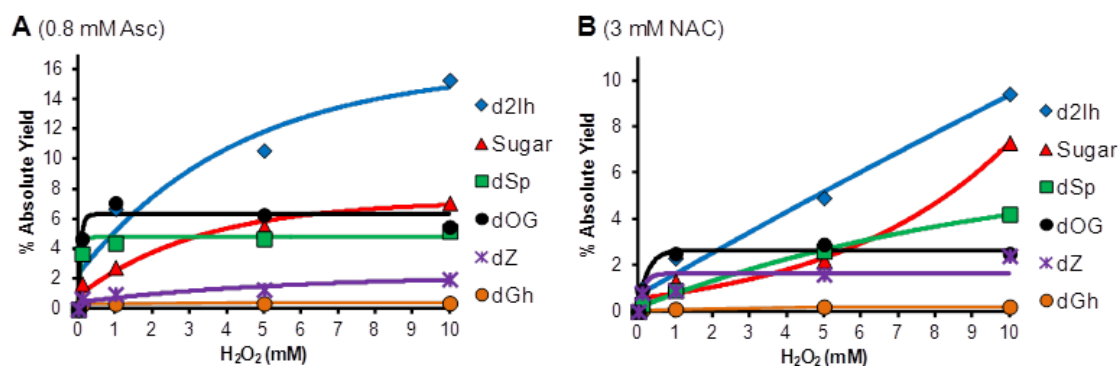 A (0.8 mM Asc)
% Absolute Yield
16
14
12
10
8
6
4
2
0
0 1 2 3 4 5 6 7 8 9 10
H₂O₂ (mM)
d2Ih
Sugar
dSp
dOG
dZ
dGh
B (3 mM NAC)
% Absolute Yield
10
8
6
4
2
0
0 1 2 3 4 5 6 7 8 9 10
H₂O₂ (mM)
d2Ih
Sugar
dSp
dOG
dZ
dGh